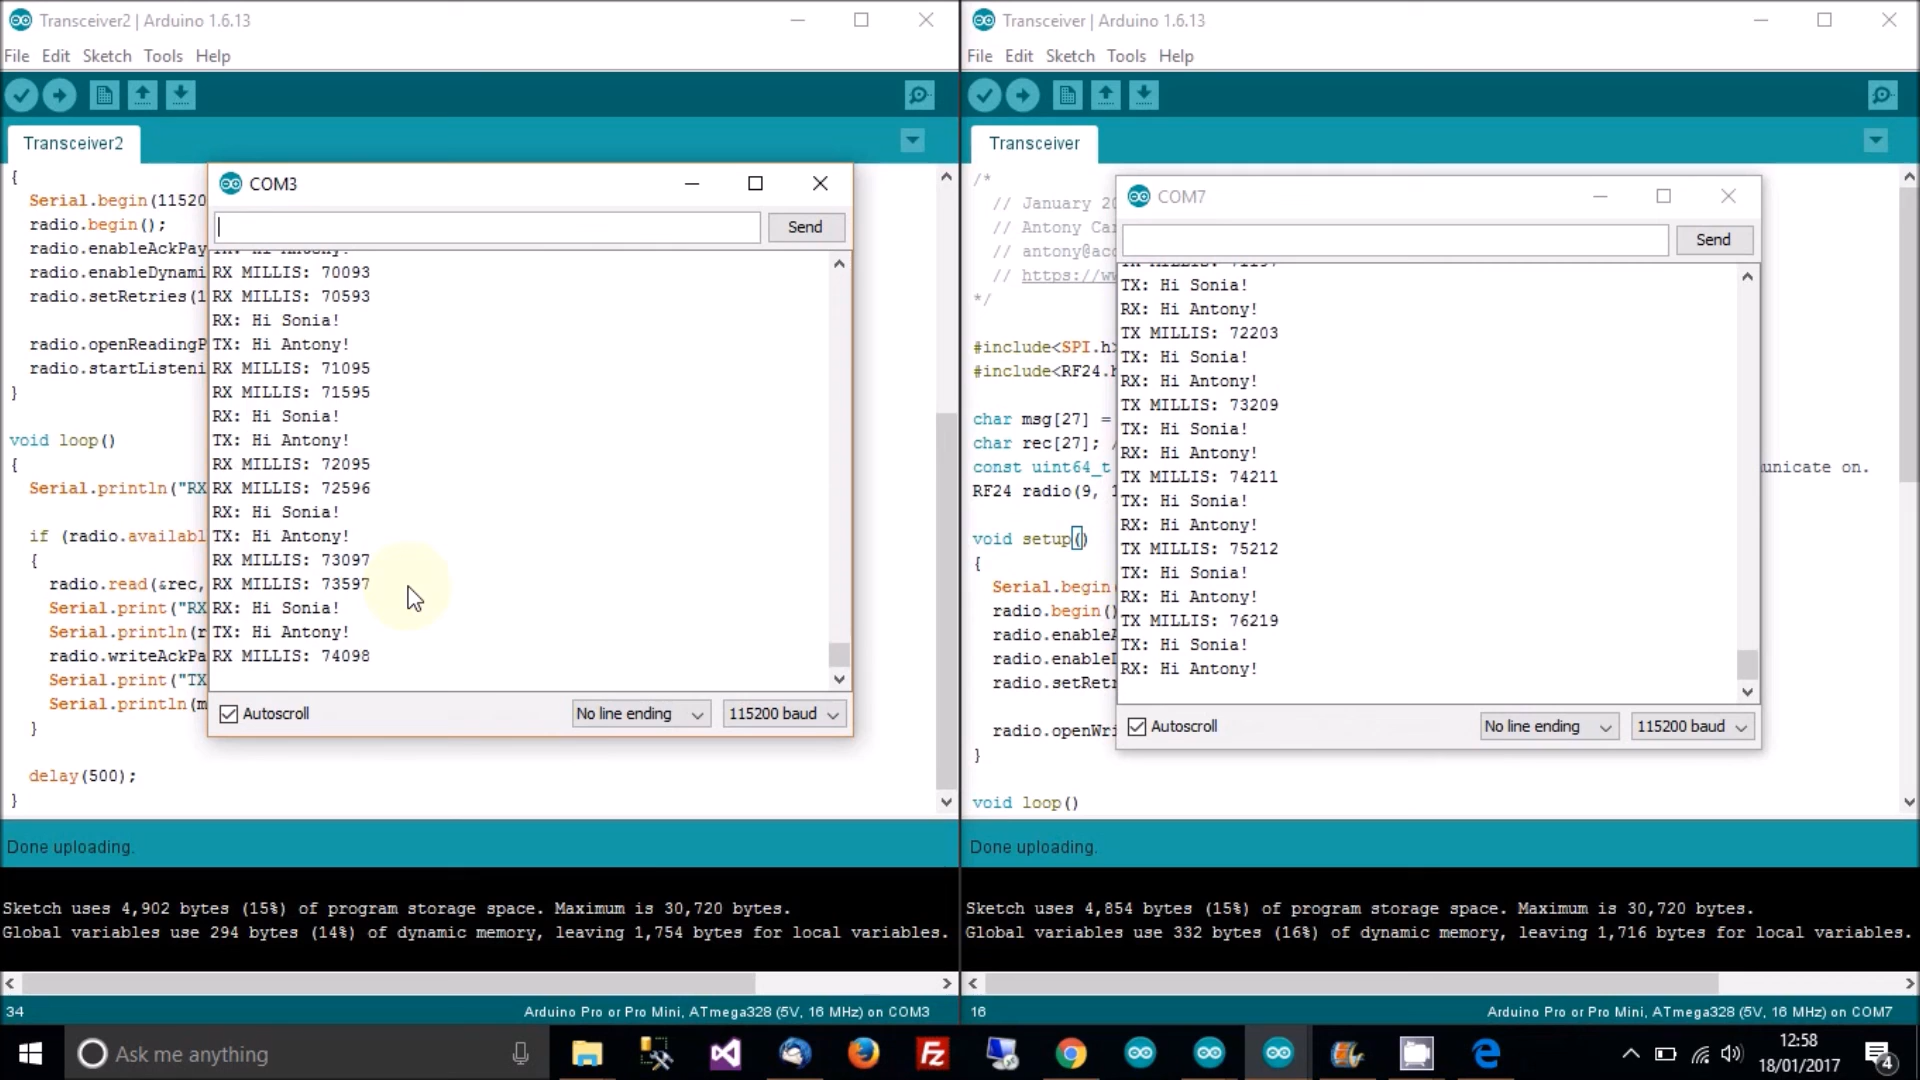 Transceiver2 | Arduino 1.6.13
File Edit Sketch Tools Help
Transceiver2
{
Serial.begin(11520
radio.begin();
radio.enableAckPay
radio.enableDynami
radio.setRetries(1
radio.openReadingP
radio.startListeni
}
void loop()
{
Serial.println("RX
if (radio.availabl
{
radio.read(&rec,
Serial.print("RX
Serial.println(r
radio.writeAckPa
Serial.print("TX
Serial.println(m
}
delay(500);
}
COM3
Send
TX: Hi Antony!
RX MILLIS: 70093
RX MILLIS: 70593
RX: Hi Sonia!
TX: Hi Antony!
RX MILLIS: 71095
RX MILLIS: 71595
RX: Hi Sonia!
TX: Hi Antony!
RX MILLIS: 72095
RX MILLIS: 72596
RX: Hi Sonia!
TX: Hi Antony!
RX MILLIS: 73097
RX MILLIS: 73597
RX: Hi Sonia!
TX: Hi Antony!
RX MILLIS: 74098
Autoscroll
No line ending
115200 baud
Done uploading.
Sketch uses 4,902 bytes (15%) of program storage space. Maximum is 30,720 bytes.
Global variables use 294 bytes (14%) of dynamic memory, leaving 1,754 bytes for local variables.
34
Arduino Pro or Pro Mini, ATmega328 (5V, 16 MHz) on COM3
Transceiver | Arduino 1.6.13
File Edit Sketch Tools Help
Transceiver
/*
// January 20
// Antony Car
// antony@acc
// https://ww
*/
#include<SPI.h>
#include<RF24.h
char msg[27] =
char rec[27]; /
const uint64_t
unicate on.
RF24 radio(9, 1
void setup()
{
Serial.begin
radio.begin()
radio.enableA
radio.enableD
radio.setRetr
radio.openWri
}
void loop()
COM7
Send
TX MILLIS: 71197
TX: Hi Sonia!
RX: Hi Antony!
TX MILLIS: 72203
TX: Hi Sonia!
RX: Hi Antony!
TX MILLIS: 73209
TX: Hi Sonia!
RX: Hi Antony!
TX MILLIS: 74211
TX: Hi Sonia!
RX: Hi Antony!
TX MILLIS: 75212
TX: Hi Sonia!
RX: Hi Antony!
TX MILLIS: 76219
TX: Hi Sonia!
RX: Hi Antony!
Autoscroll
No line ending
115200 baud
Done uploading.
Sketch uses 4,854 bytes (15%) of program storage space. Maximum is 30,720 bytes.
Global variables use 332 bytes (16%) of dynamic memory, leaving 1,716 bytes for local variables.
16
Arduino Pro or Pro Mini, ATmega328 (5V, 16 MHz) on COM7
Ask me anything
12:58
18/01/2017
4